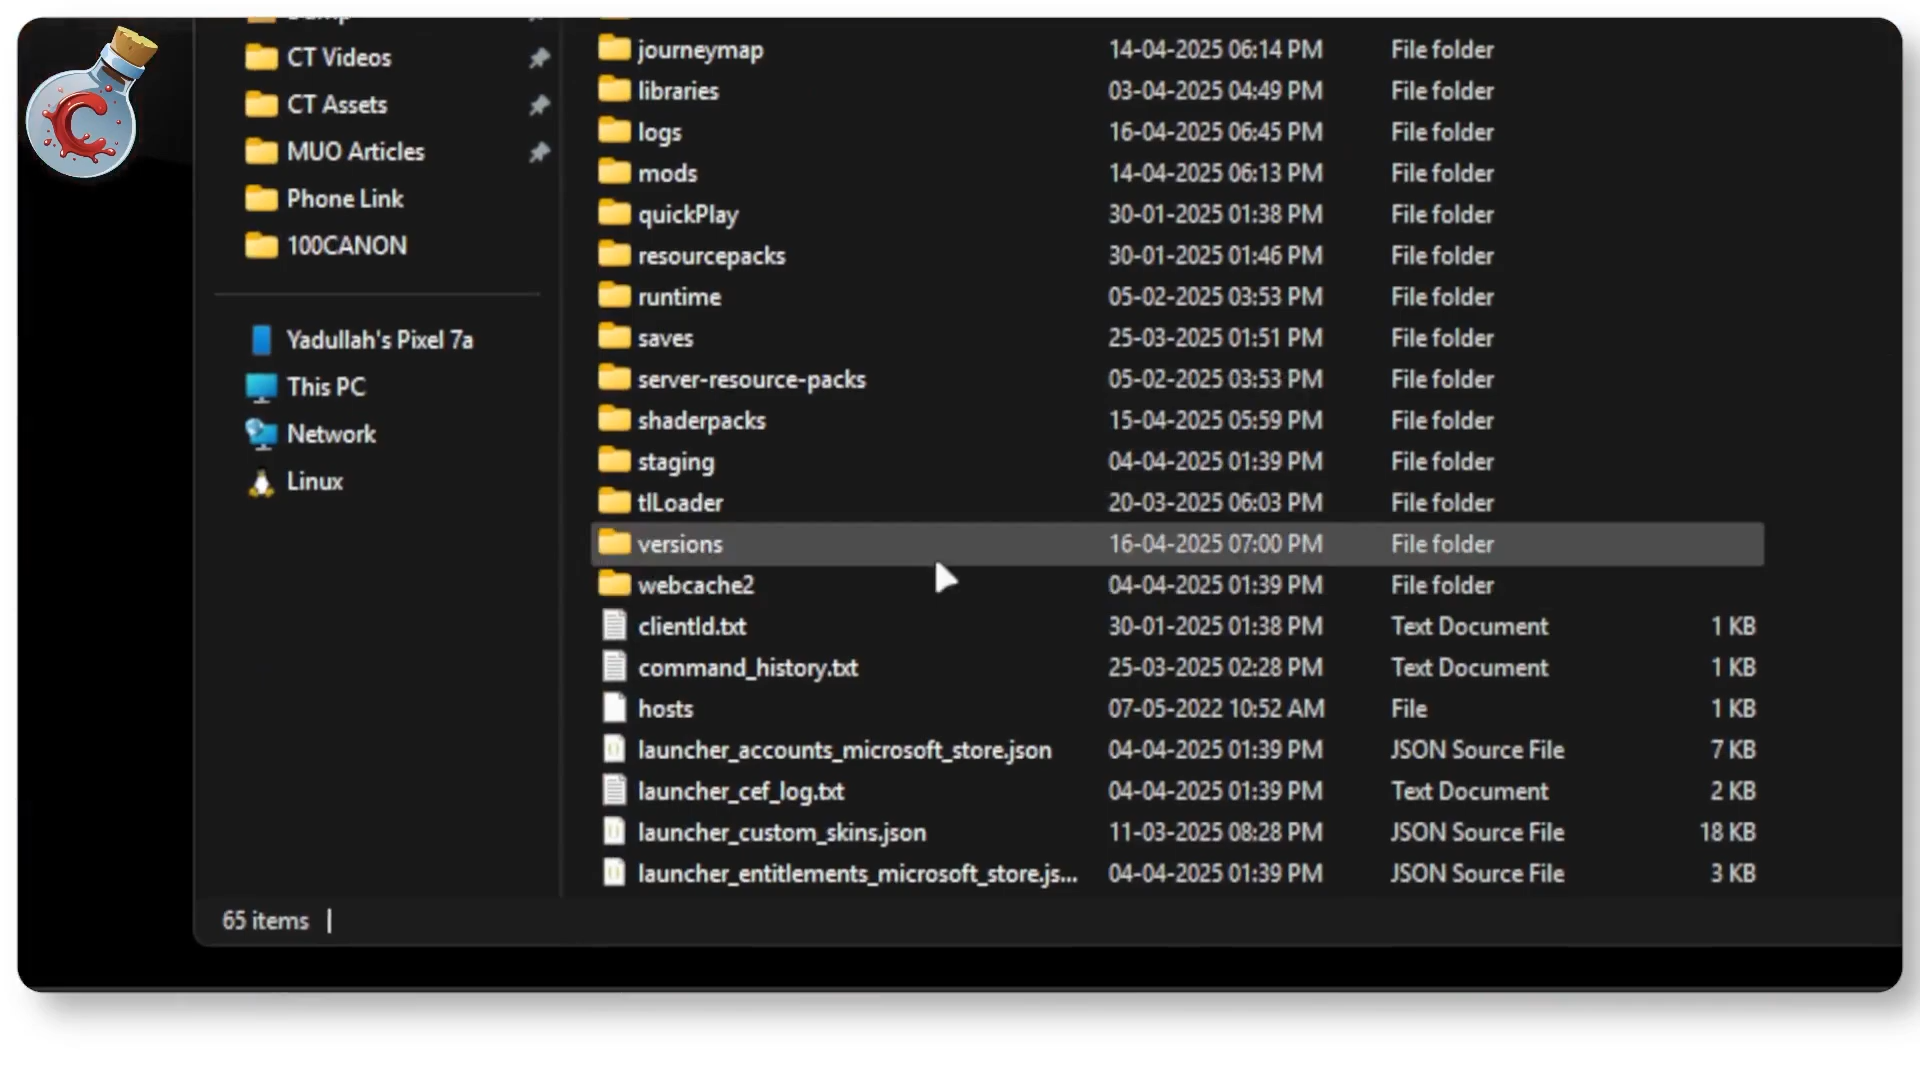 CT Videos
CT Assets
MUO Articles
Phone Link
100CANON
Yadullah's Pixel 7a
This PC
Network
Linux
journeymap 14-04-2025 06:14 PM File folder
libraries 03-04-2025 04:49 PM File folder
logs 16-04-2025 06:45 PM File folder
mods 14-04-2025 06:13 PM File folder
quickPlay 30-01-2025 01:38 PM File folder
resourcepacks 30-01-2025 01:46 PM File folder
runtime 05-02-2025 03:53 PM File folder
saves 25-03-2025 01:51 PM File folder
server-resource-packs 05-02-2025 03:53 PM File folder
shaderpacks 15-04-2025 05:59 PM File folder
staging 04-04-2025 01:39 PM File folder
tlLoader 20-03-2025 06:03 PM File folder
versions 16-04-2025 07:00 PM File folder
webcache2 04-04-2025 01:39 PM File folder
clientId.txt 30-01-2025 01:38 PM Text Document 1 KB
command_history.txt 25-03-2025 02:28 PM Text Document 1 KB
hosts 07-05-2022 10:52 AM File 1 KB
launcher_accounts_microsoft_store.json 04-04-2025 01:39 PM JSON Source File 7 KB
launcher_cef_log.txt 04-04-2025 01:39 PM Text Document 2 KB
launcher_custom_skins.json 11-03-2025 08:28 PM JSON Source File 18 KB
launcher_entitlements_microsoft_store.js... 04-04-2025 01:39 PM JSON Source File 3 KB
65 items
C